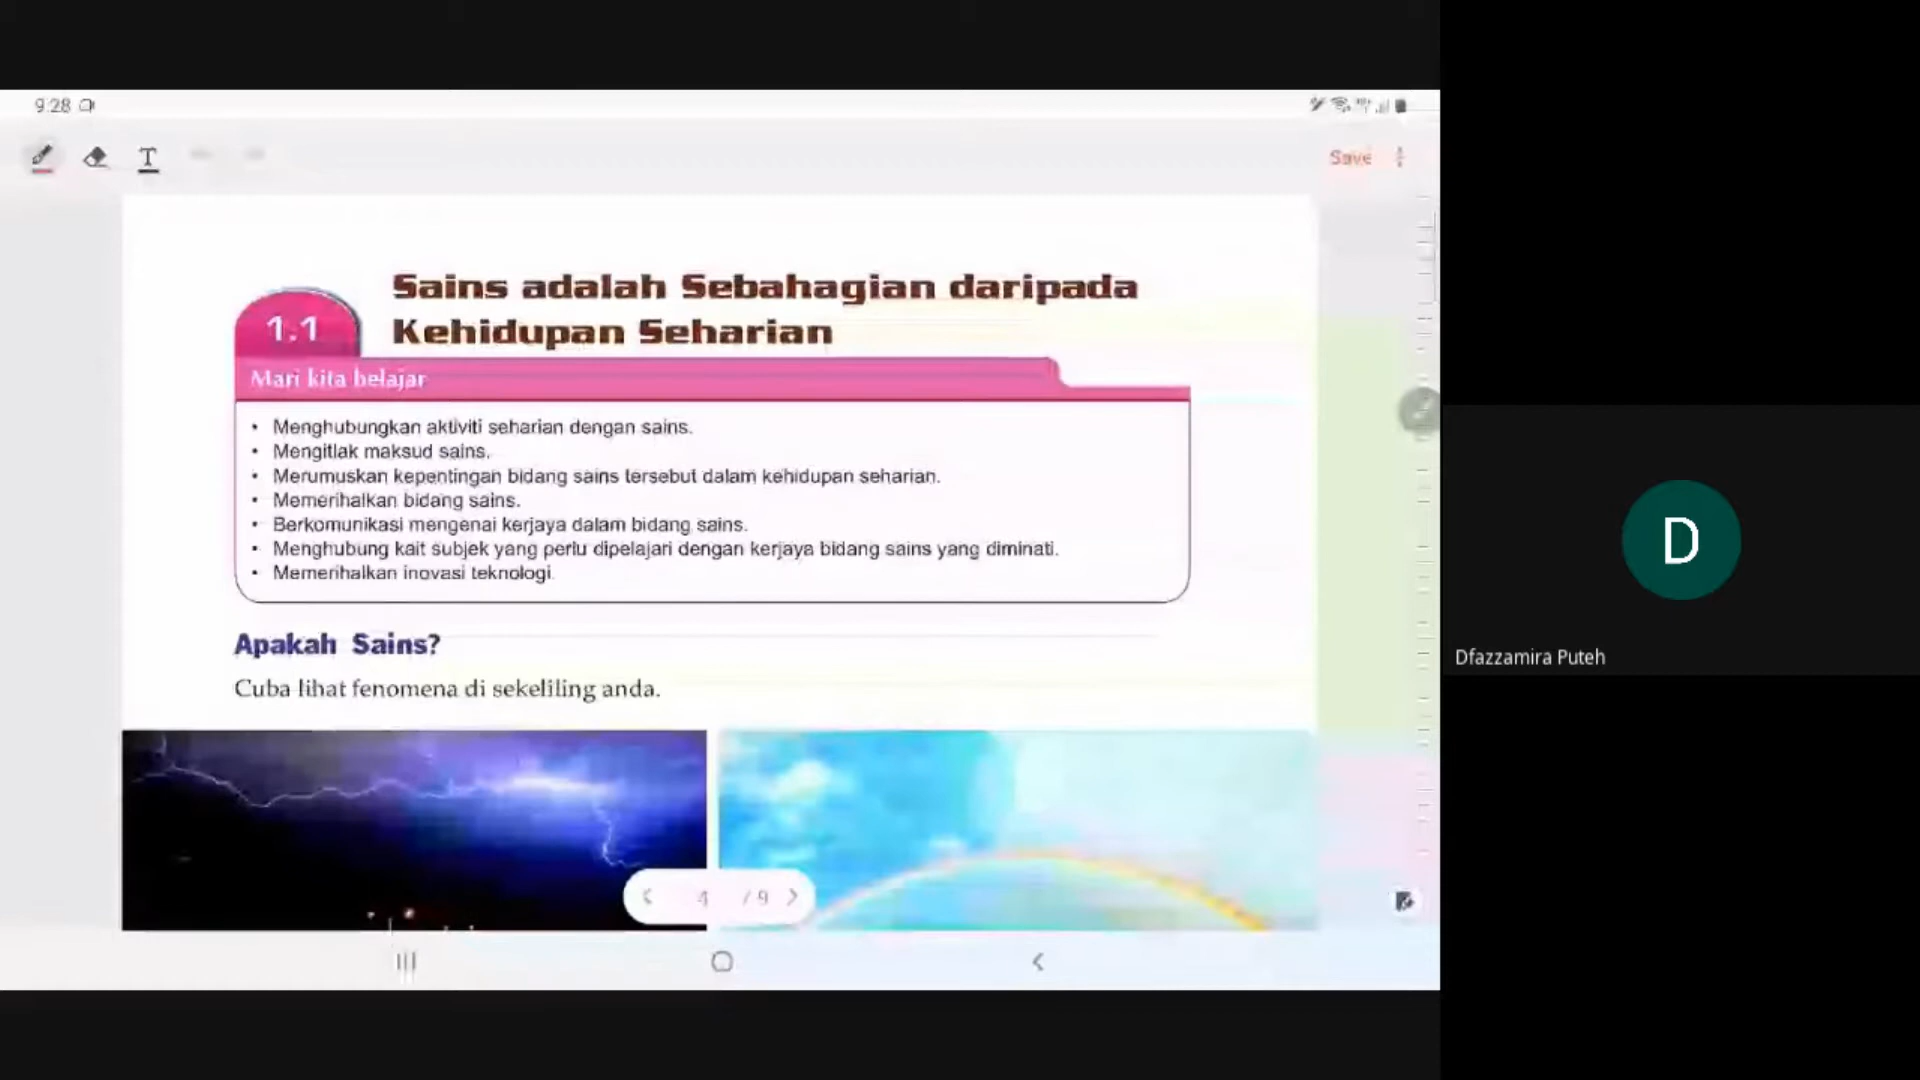 9:28
T
Save
Sains adalah Sebahagian daripada
1.1
Kehidupan Seharian
Mari kita belajar
• Menghubungkan aktiviti seharian dengan sains.
• Mengitlak maksud sains.
• Merumuskan kepentingan bidang sains tersebut dalam kehidupan seharian.
• Memerihalkan bidang sains.
• Berkomunikasi mengenai kerjaya dalam bidang sains.
• Menghubung kait subjek yang perlu dipelajari dengan kerjaya bidang sains yang diminati.
• Memerihalkan inovasi teknologi.
D
Dfazzamira Puteh
Apakah Sains?
Cuba lihat fenomena di sekeliling anda.
4 / 9